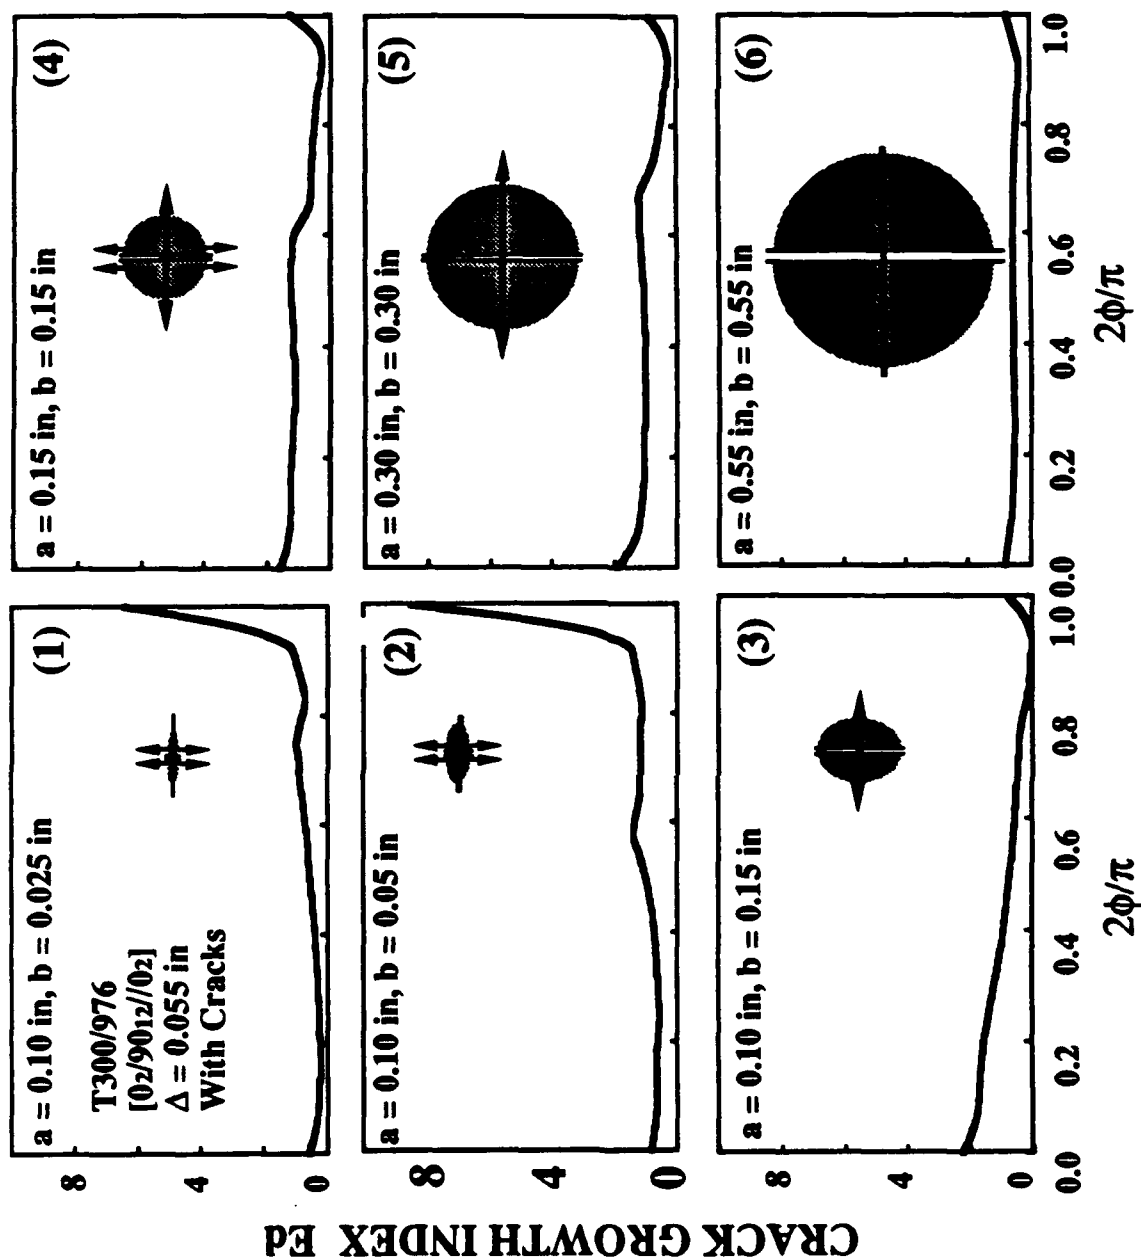 CRACK GROWTH INDEX Ed
(1)
a = 0.10 in, b = 0.025 in
T300/976
[0₂/90₁₂//0₂]
Δ = 0.055 in
With Cracks
8
4
0
(2)
a = 0.10 in, b = 0.05 in
8
4
0
(3)
a = 0.10 in, b = 0.15 in
8
4
0
0.0 0.2 0.4 0.6 0.8 1.0
2φ/π
(4)
a = 0.15 in, b = 0.15 in
(5)
a = 0.30 in, b = 0.30 in
(6)
a = 0.55 in, b = 0.55 in
0.0 0.2 0.4 0.6 0.8 1.0
2φ/π